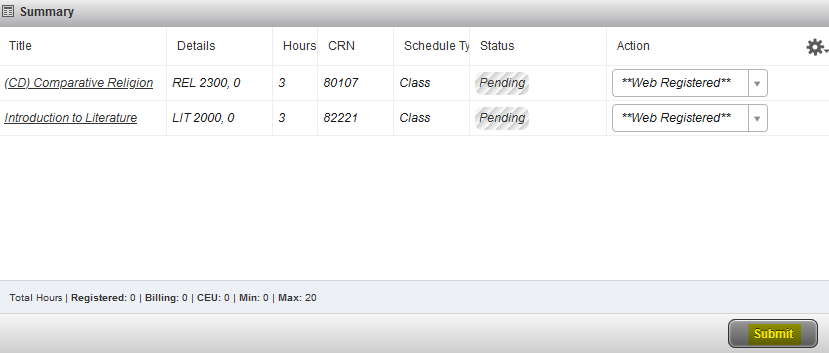 Summary
Title Details Hours CRN Schedule Ty Status Action
(CD) Comparative Religion REL 2300, 0 3 80107 Class Pending **Web Registered**
Introduction to Literature LIT 2000, 0 3 82221 Class Pending **Web Registered**
Total Hours | Registered: 0 | Billing: 0 | CEU: 0 | Min: 0 | Max: 20
Submit